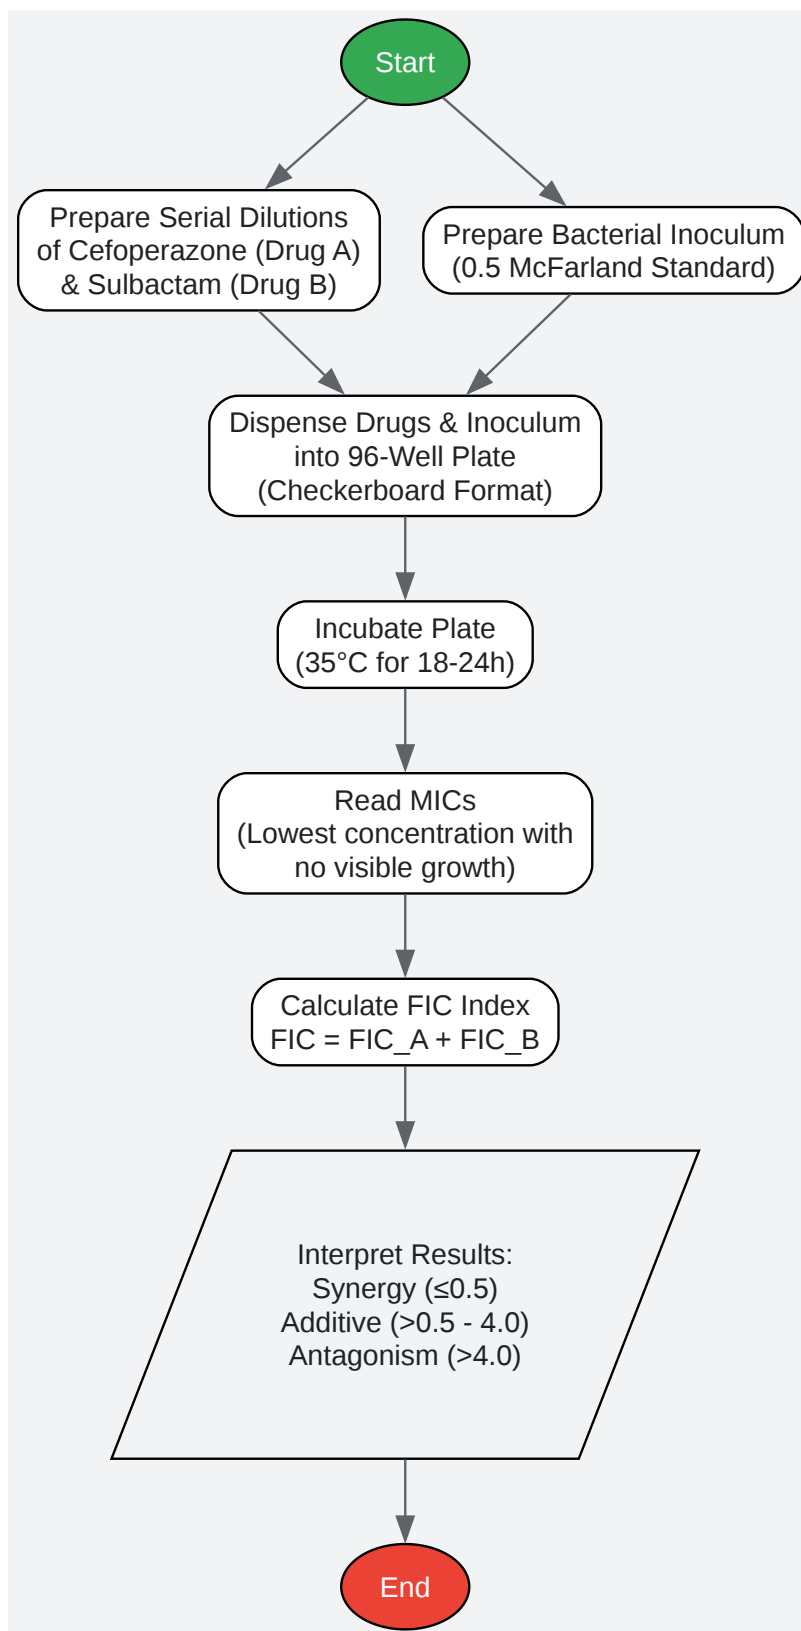 Start
Prepare Serial Dilutions
of Cefoperazone (Drug A)
& Sulbactam (Drug B)
Prepare Bacterial Inoculum
(0.5 McFarland Standard)
Dispense Drugs & Inoculum
into 96-Well Plate
(Checkerboard Format)
Incubate Plate
(35°C for 18-24h)
Read MICs
(Lowest concentration with
no visible growth)
Calculate FIC Index
FIC = FIC_A + FIC_B
Interpret Results:
Synergy (≤0.5)
Additive (>0.5 - 4.0)
Antagonism (>4.0)
End